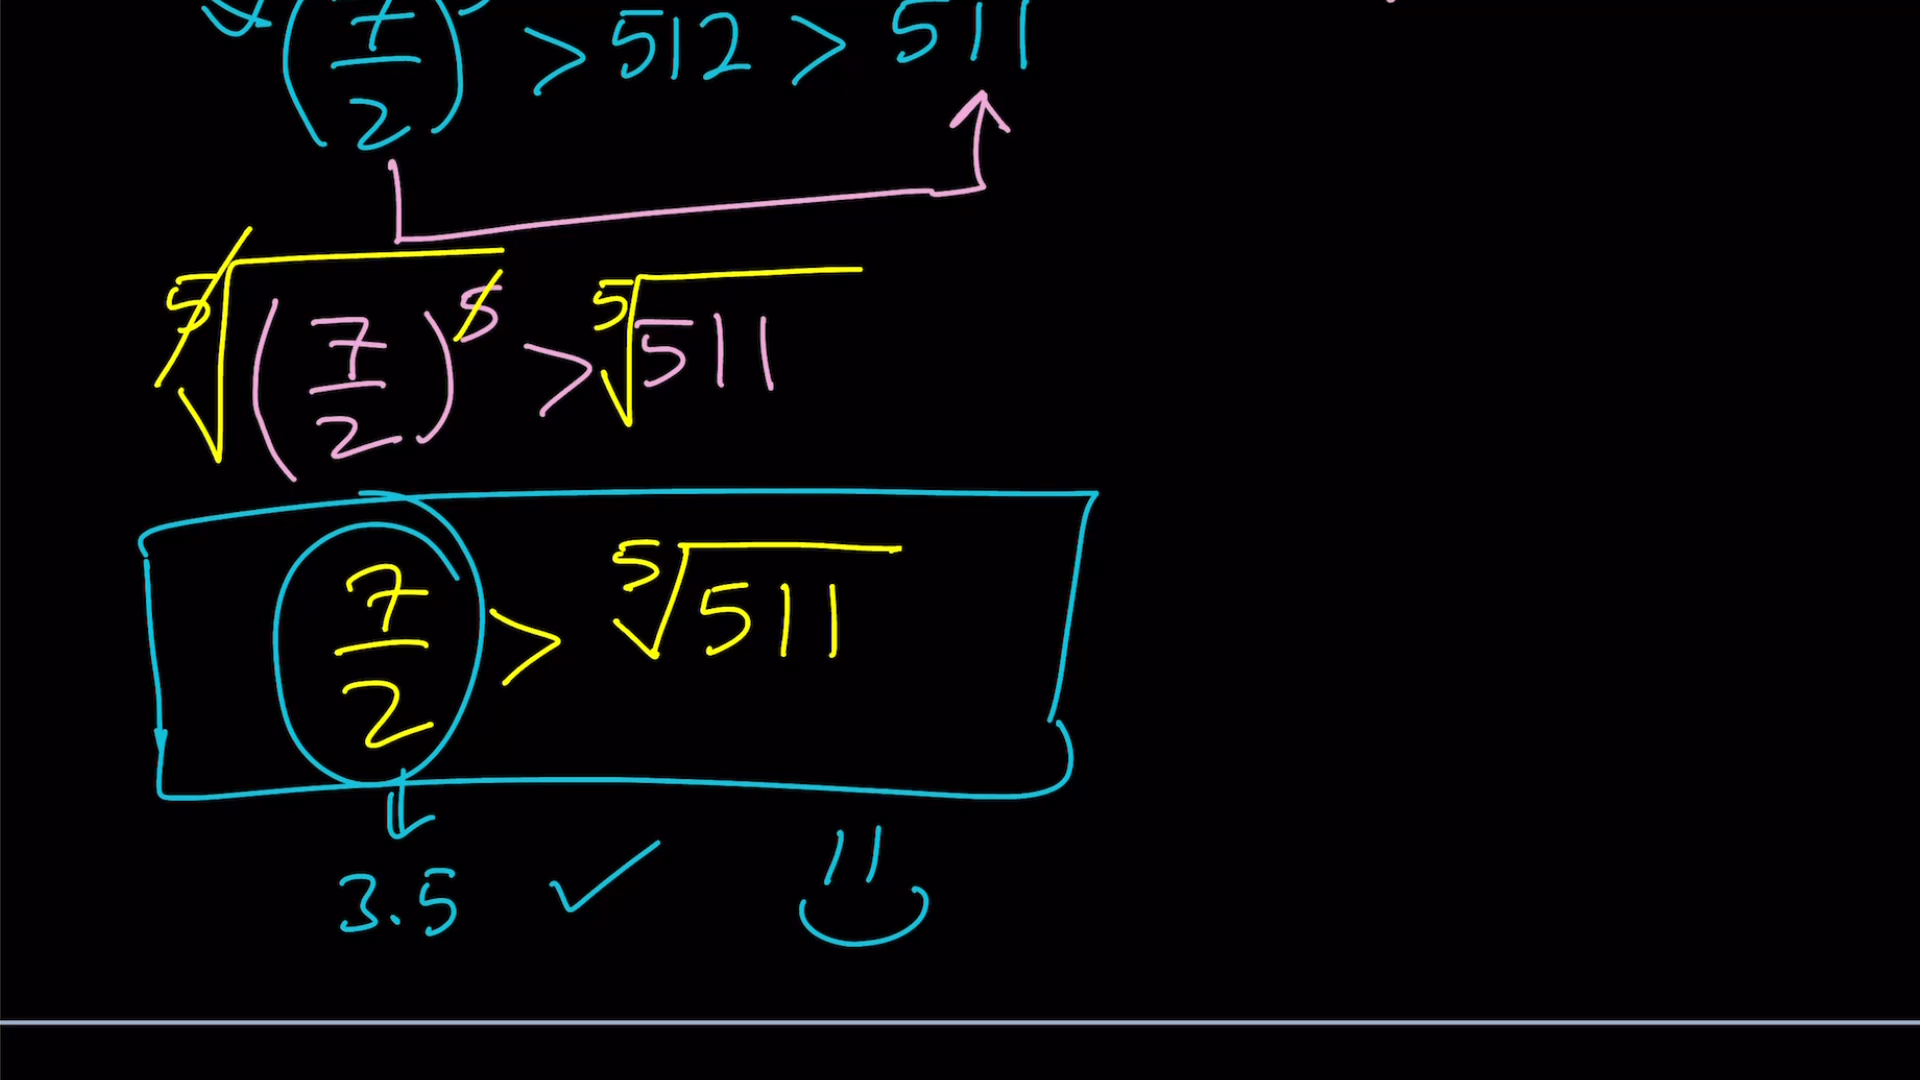 (7/2) > 512 > 511
⁵√(7/2)⁵ > ⁵√511
7/2 > ⁵√511
3.5 ✓